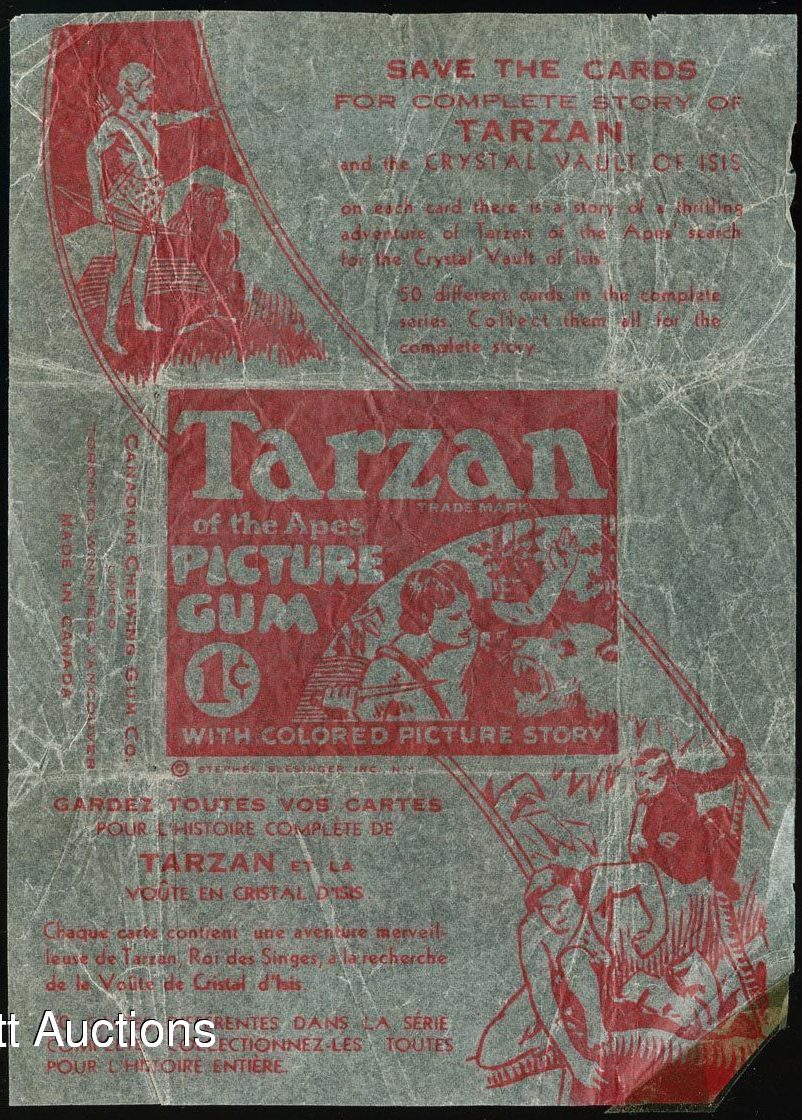 SAVE THE CARDS
FOR COMPLETE STORY OF
TARZAN
and the CRYSTAL VAULT OF ISIS
on each card there is a story of a thrilling
adventure of Tarzan of the Apes' search
for the Crystal Vault of Isis.
50 different cards in the complete
series. Collect them all for the
complete story.
Tarzan
TRADE MARK
of the Apes
PICTURE
GUM
1¢
WITH COLORED PICTURE STORY
© STEPHEN SLESINGER INC. N.Y.
CANADIAN CHEWING GUM CO.
LIMITED
TORONTO WINNIPEG VANCOUVER
MADE IN CANADA
GARDEZ TOUTES VOS CARTES
POUR L'HISTOIRE COMPLETE DE
TARZAN ET LA
VOÛTE EN CRISTAL D'ISIS.
Chaque carte contient une aventure merveil-
leuse de Tarzan, Roi des Singes, à la recherche
de la Voûte de Cristal d'Isis
DANS LA SÉRIE
COLLECTIONNEZ-LES TOUTES
POUR L'HISTOIRE ENTIÈRE.
tt Auctions